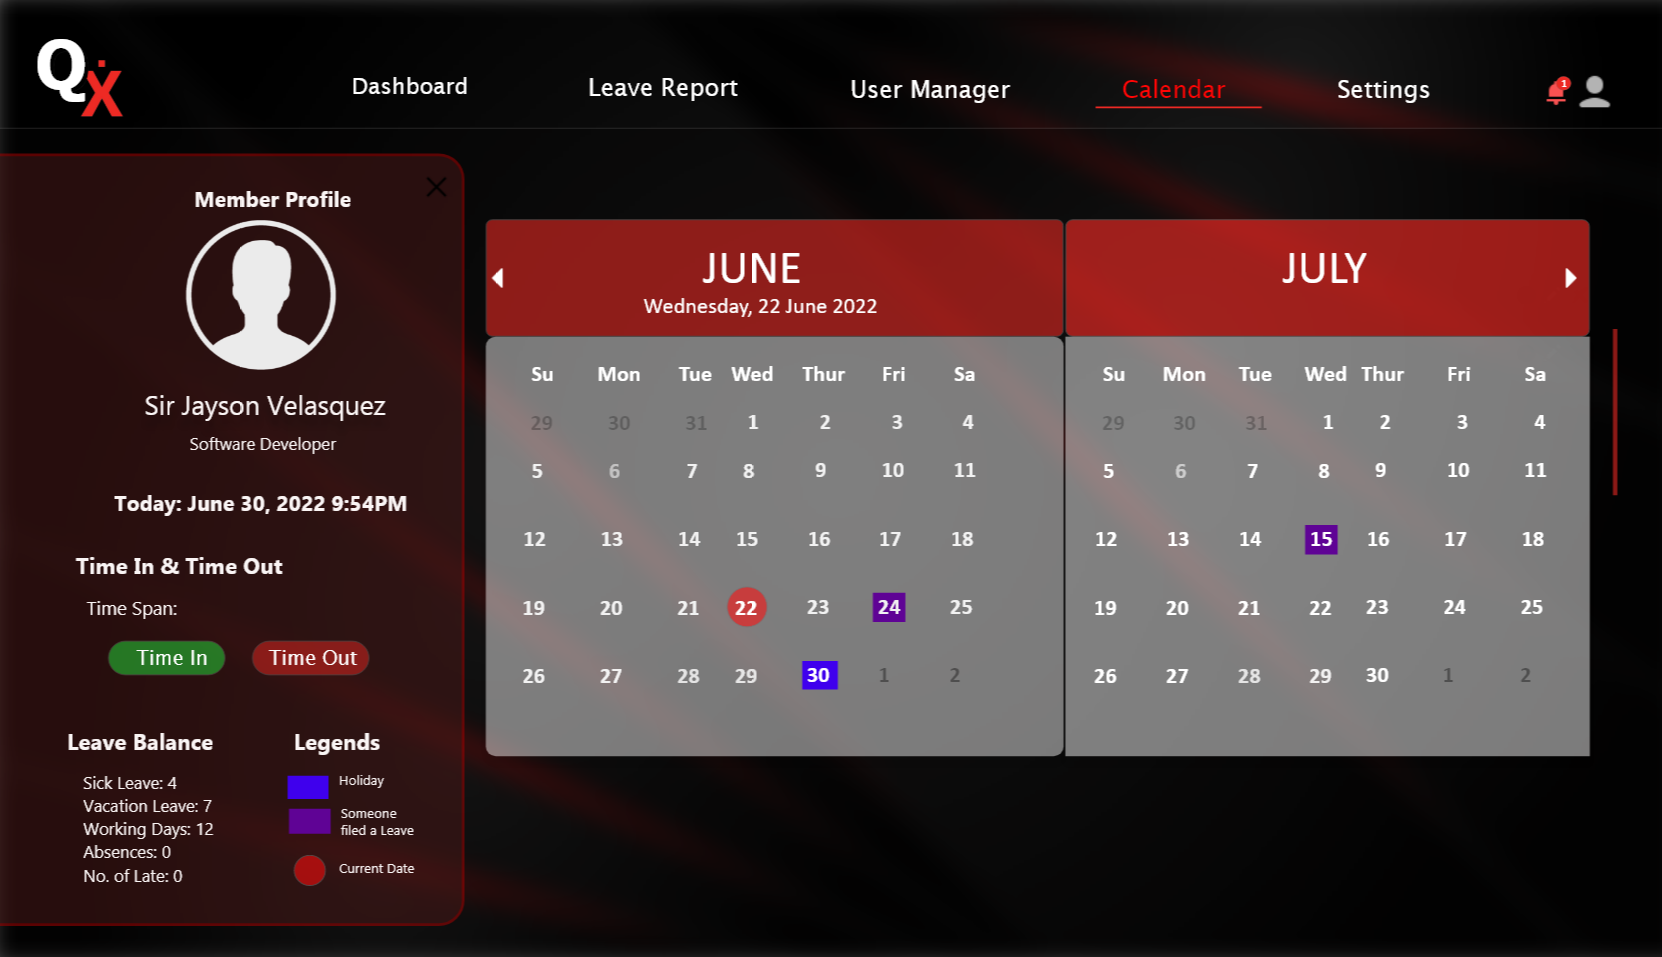 QX
Dashboard
Leave Report
User Manager
Calendar
Settings
1
Member Profile
Sir Jayson Velasquez
Software Developer
Today: June 30, 2022 9:54PM
Time In & Time Out
Time Span:
Time In
Time Out
Leave Balance
Sick Leave: 4
Vacation Leave: 7
Working Days: 12
Absences: 0
No. of Late: 0
Legends
Holiday
Someone
filed a Leave
Current Date
JUNE
Wednesday, 22 June 2022
Su Mon Tue Wed Thur Fri Sa
29 30 31 1 2 3 4
5 6 7 8 9 10 11
12 13 14 15 16 17 18
19 20 21 22 23 24 25
26 27 28 29 30 1 2
JULY
Su Mon Tue Wed Thur Fri Sa
29 30 31 1 2 3 4
5 6 7 8 9 10 11
12 13 14 15 16 17 18
19 20 21 22 23 24 25
26 27 28 29 30 1 2